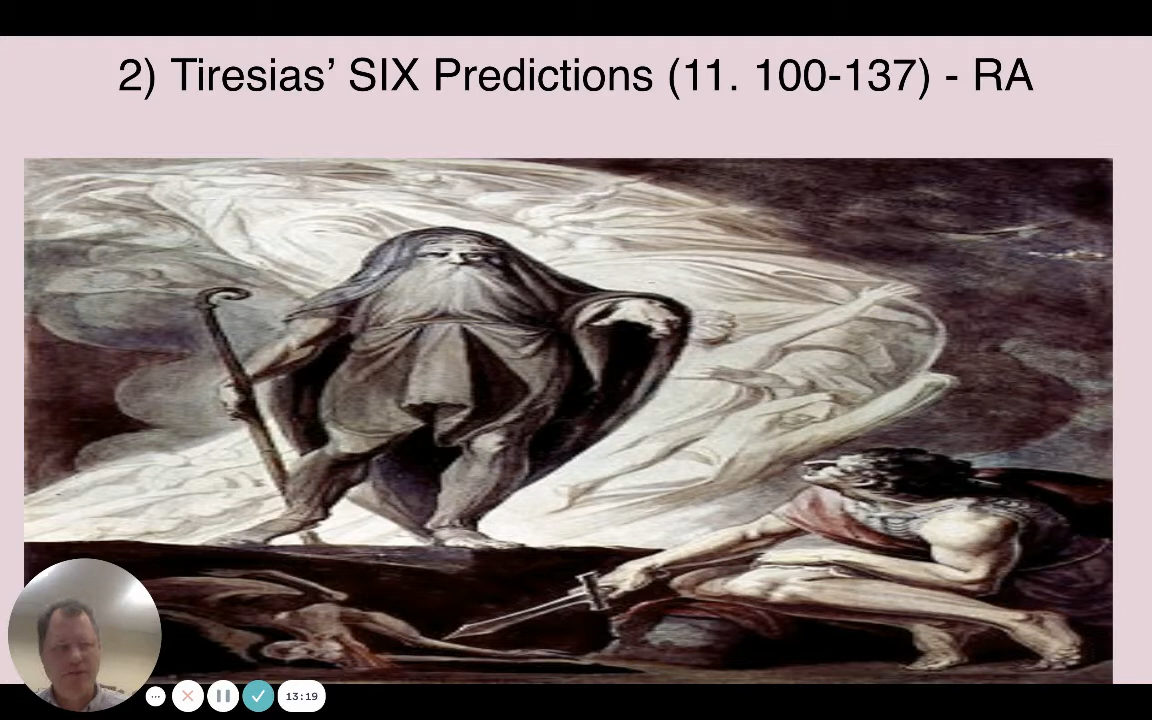 2) Tiresias’ SIX Predictions (11. 100-137) - RA
13:19